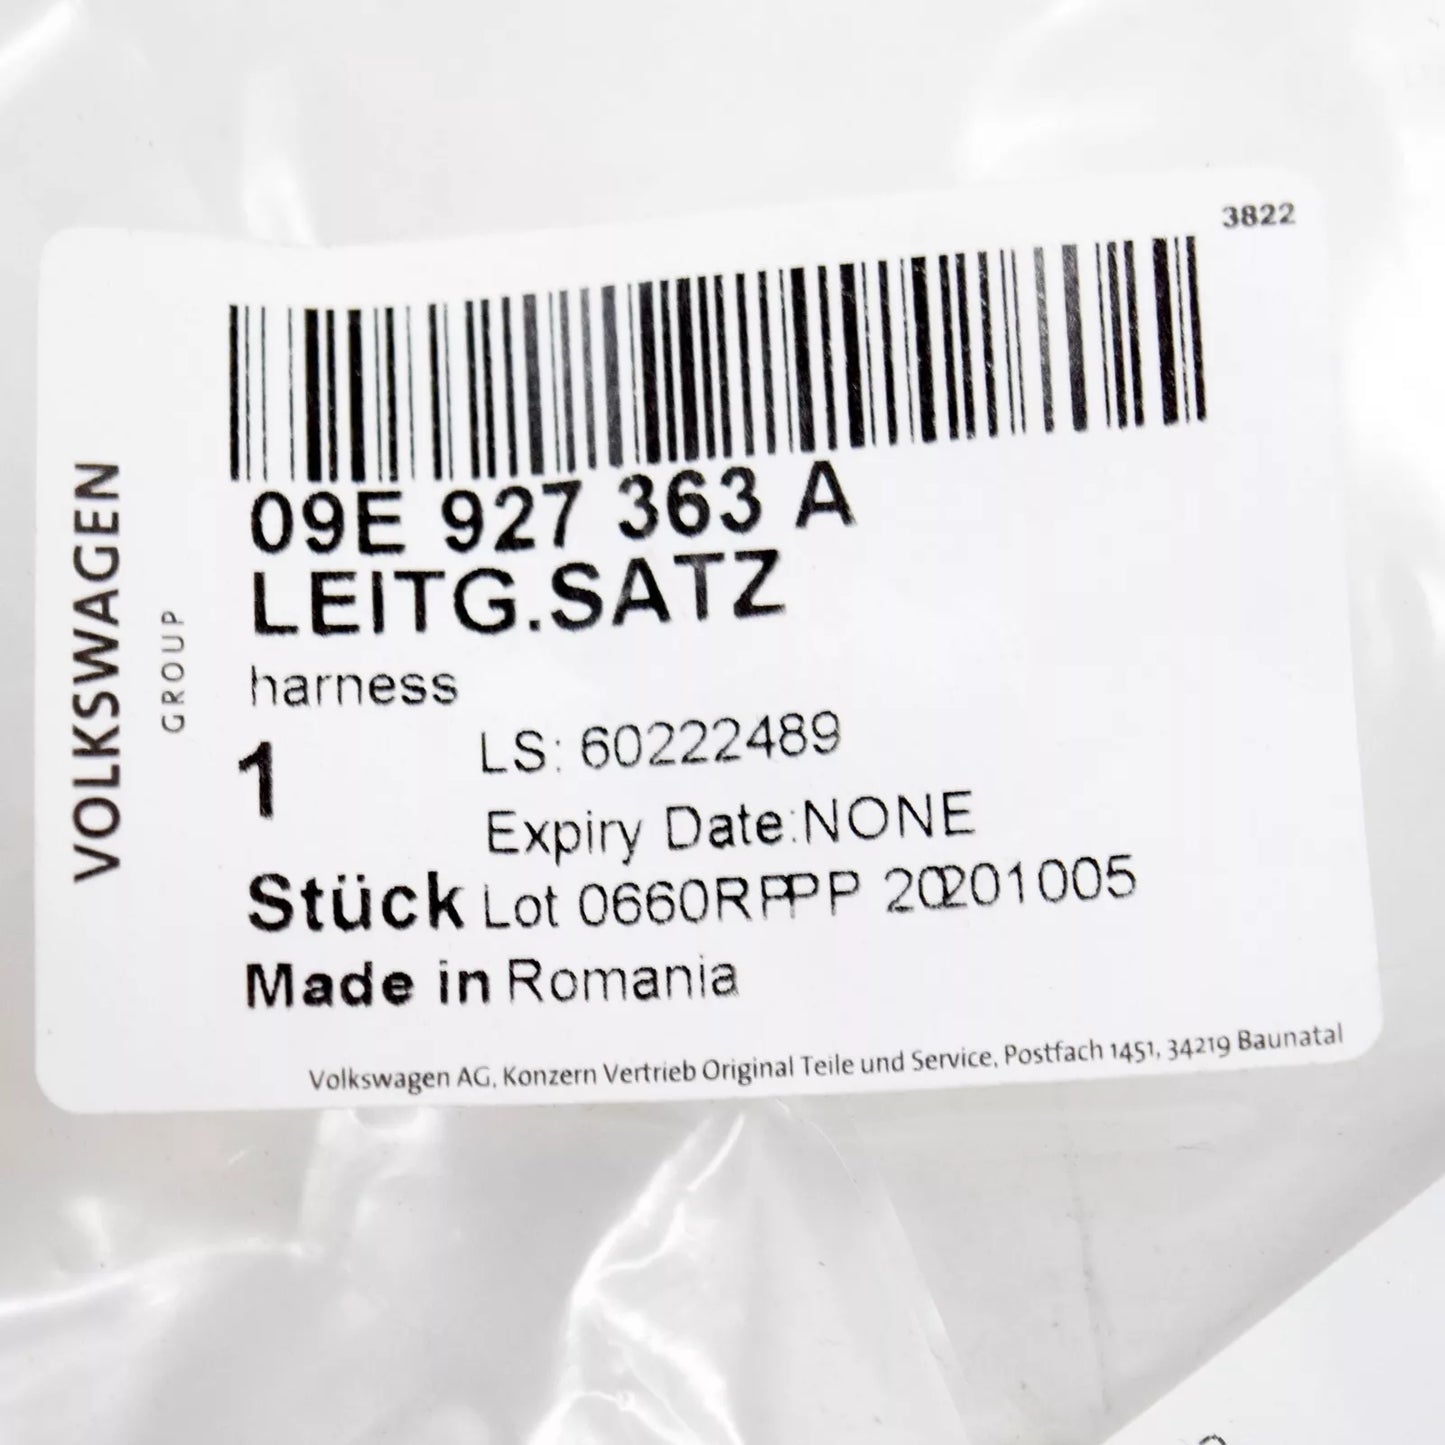 3822
VOLKSWAGEN
GROUP
09E 927 363 A
LEITG.SATZ
harness
1
LS: 60222489
Expiry Date:NONE
Stück Lot 0660RPPP 20201005
Made in Romania
Volkswagen AG, Konzern Vertrieb Original Teile und Service, Postfach 1451, 34219 Baunatal